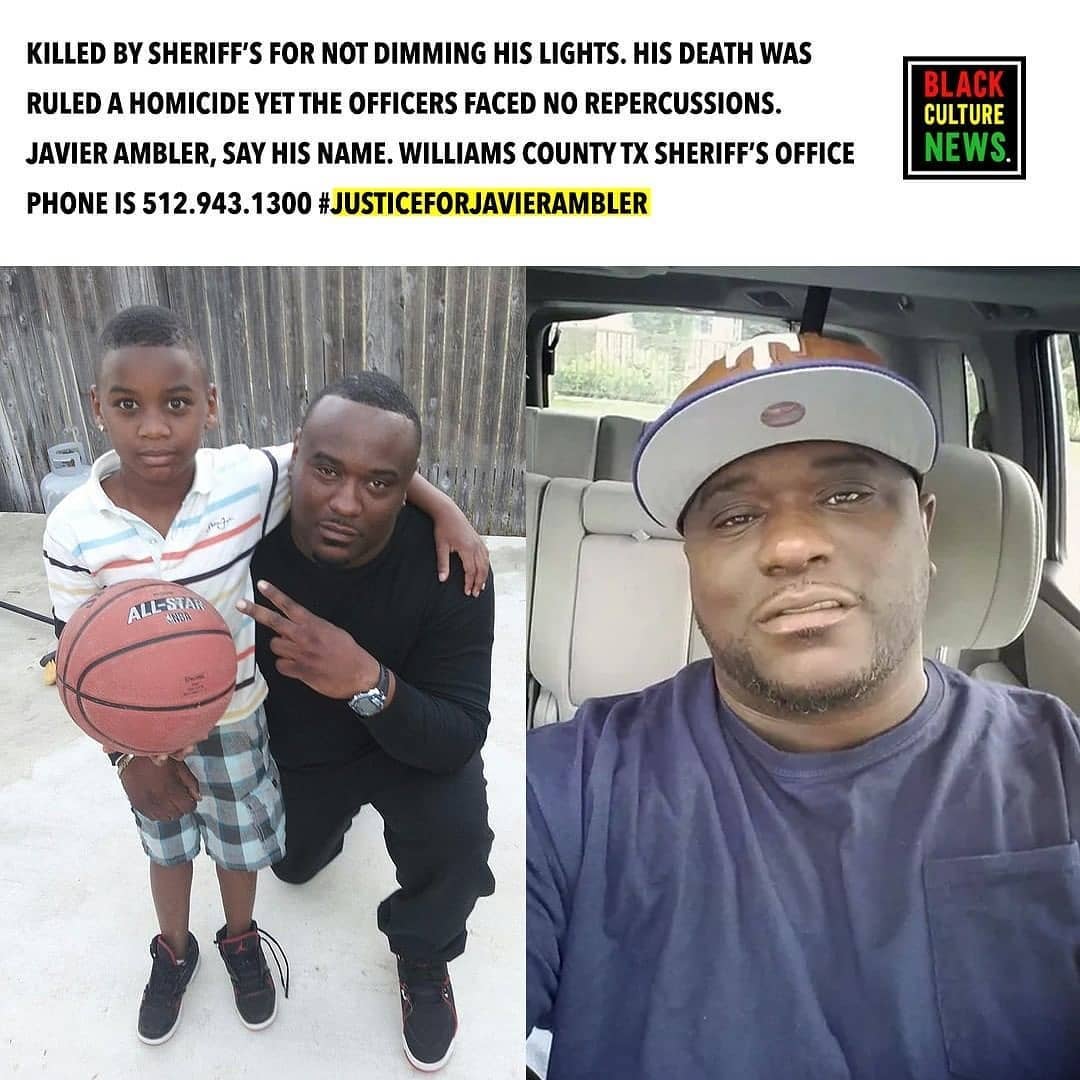 KILLED BY SHERIFF'S FOR NOT DIMMING HIS LIGHTS. HIS DEATH WAS
RULED A HOMICIDE YET THE OFFICERS FACED NO REPERCUSSIONS.
JAVIER AMBLER, SAY HIS NAME. WILLIAMS COUNTY TX SHERIFF'S OFFICE
PHONE IS 512.943.1300 #JUSTICEFORJAVIERAMBLER
BLACK
CULTURE
NEWS.
ALL-STAR
NBA
T